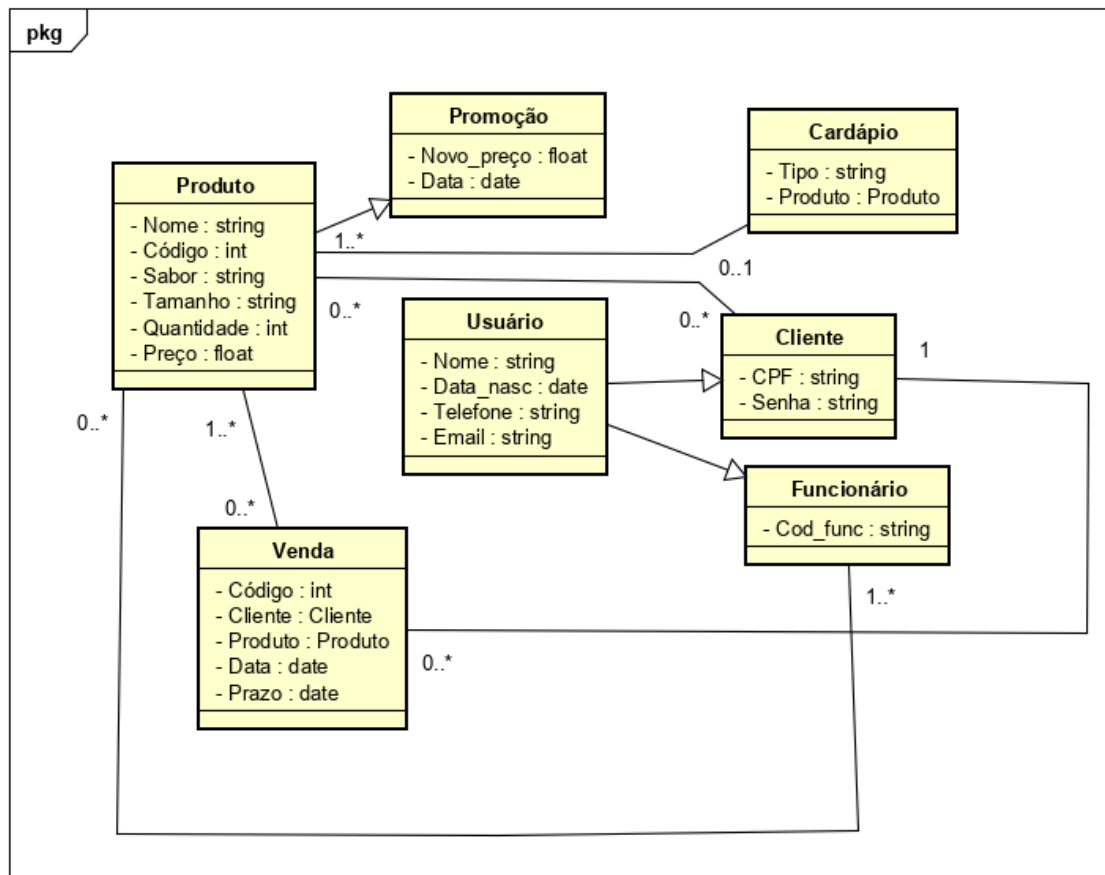 pkg
Promoção
- Novo_preço : float
- Data : date
Cardápio
- Tipo : string
- Produto : Produto
Produto
- Nome : string
- Código : int
- Sabor : string
- Tamanho : string
- Quantidade : int
- Preço : float
1..*
0..1
0..*
0..*
Usuário
- Nome : string
- Data_nasc : date
- Telefone : string
- Email : string
Cliente
- CPF : string
- Senha : string
1
0..*
1..*
Funcionário
- Cod_func : string
0..*
1..*
Venda
- Código : int
- Cliente : Cliente
- Produto : Produto
- Data : date
- Prazo : date
0..*